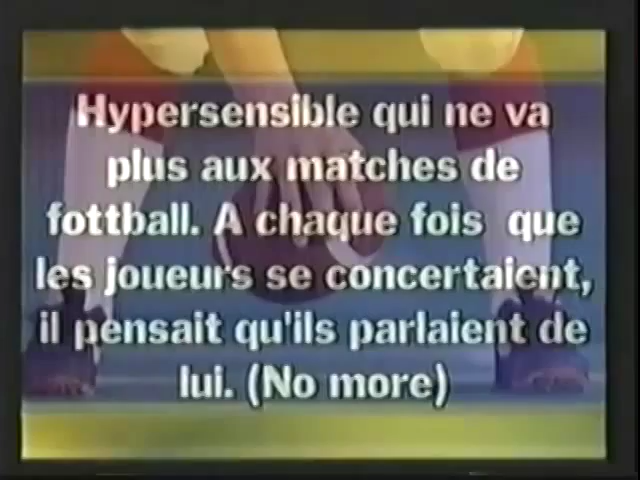 Hypersensible qui ne va
plus aux matches de
fottball. A chaque fois que
les joueurs se concertaient,
il pensait qu'ils parlaient de
lui. (No more)